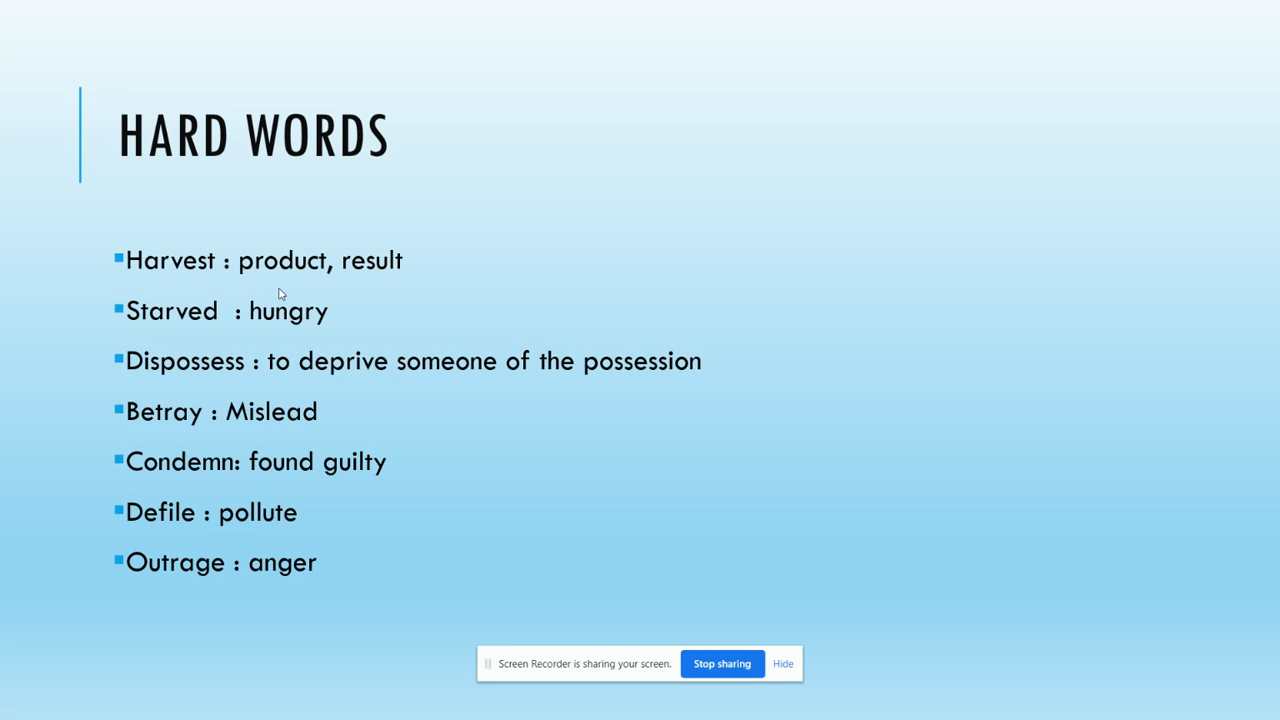 HARD WORDS
Harvest : product, result
Starved : hungry
Dispossess : to deprive someone of the possession
Betray : Mislead
Condemn: found guilty
Defile : pollute
Outrage : anger
Screen Recorder is sharing your screen. Stop sharing Hide